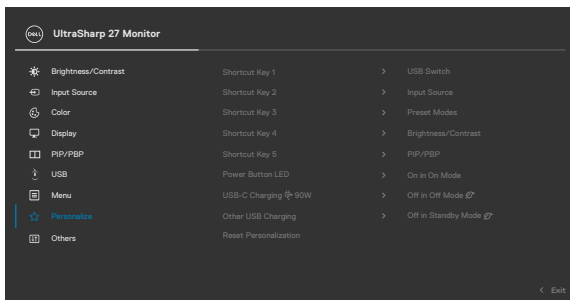 DELL UltraSharp 27 Monitor
Brightness/Contrast Shortcut Key 1 > USB Switch
Input Source Shortcut Key 2 > Input Source
Color Shortcut Key 3 > Preset Modes
Display Shortcut Key 4 > Brightness/Contrast
PIP/PBP Shortcut Key 5 > PIP/PBP
USB Power Button LED > On in On Mode
Menu USB-C Charging 90W > Off in Off Mode
Personalize Other USB Charging > Off in Standby Mode
Others Reset Personalization
< Exit